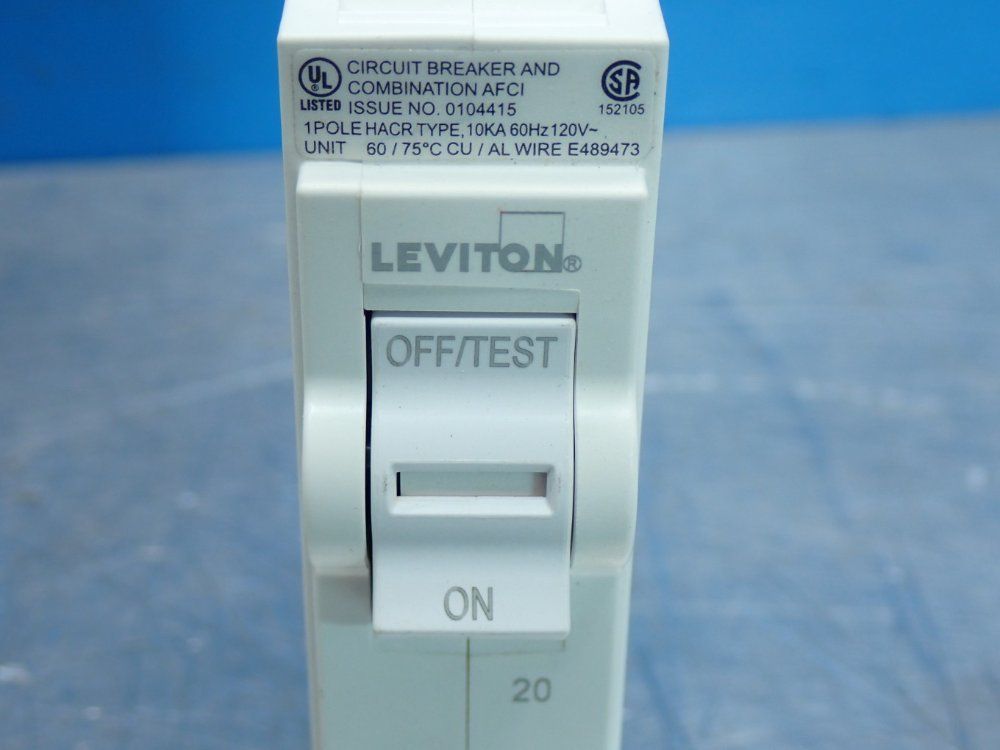 UL
® LISTED
CIRCUIT BREAKER AND
COMBINATION AFCI
ISSUE NO. 0104415
SA
152105
1POLE HACR TYPE, 10KA 60Hz 120V~
UNIT 60 / 75°C CU / AL WIRE E489473
LEVITON®
OFF/TEST
ON
20